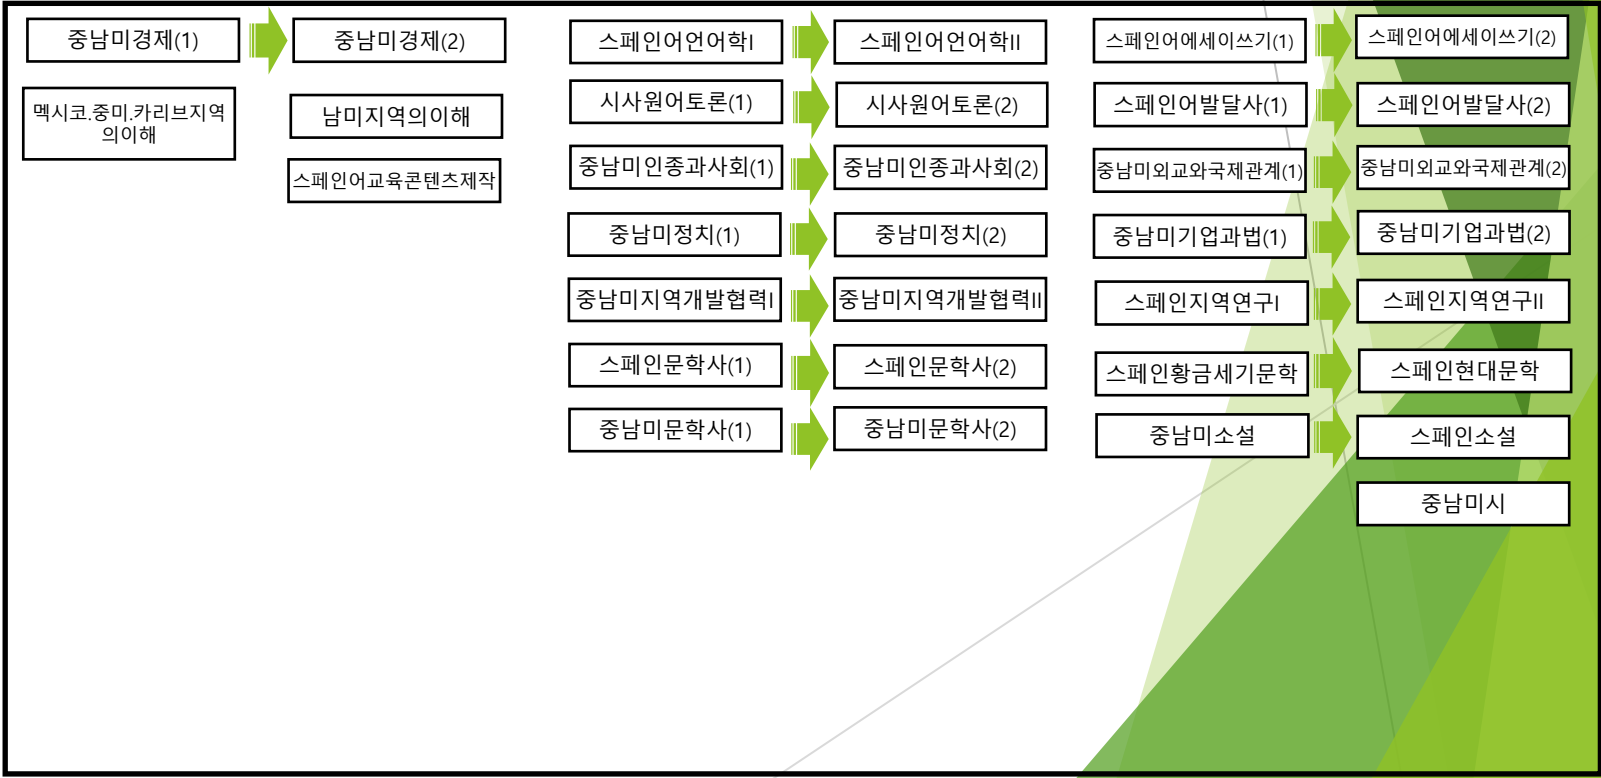 중남미경제(1)
중남미경제(2)
멕시코.중미.카리브지역
의이해
남미지역의이해
스페인어교육콘텐츠제작
스페인어언어학I
스페인어언어학II
시사원어토론(1)
시사원어토론(2)
중남미인종과사회(1)
중남미인종과사회(2)
중남미정치(1)
중남미정치(2)
중남미지역개발협력I
중남미지역개발협력II
스페인문학사(1)
스페인문학사(2)
중남미문학사(1)
중남미문학사(2)
스페인어에세이쓰기(1)
스페인어에세이쓰기(2)
스페인어발달사(1)
스페인어발달사(2)
중남미외교와국제관계(1)
중남미외교와국제관계(2)
중남미기업과법(1)
중남미기업과법(2)
스페인지역연구I
스페인지역연구II
스페인황금세기문학
스페인현대문학
중남미소설
스페인소설
중남미시